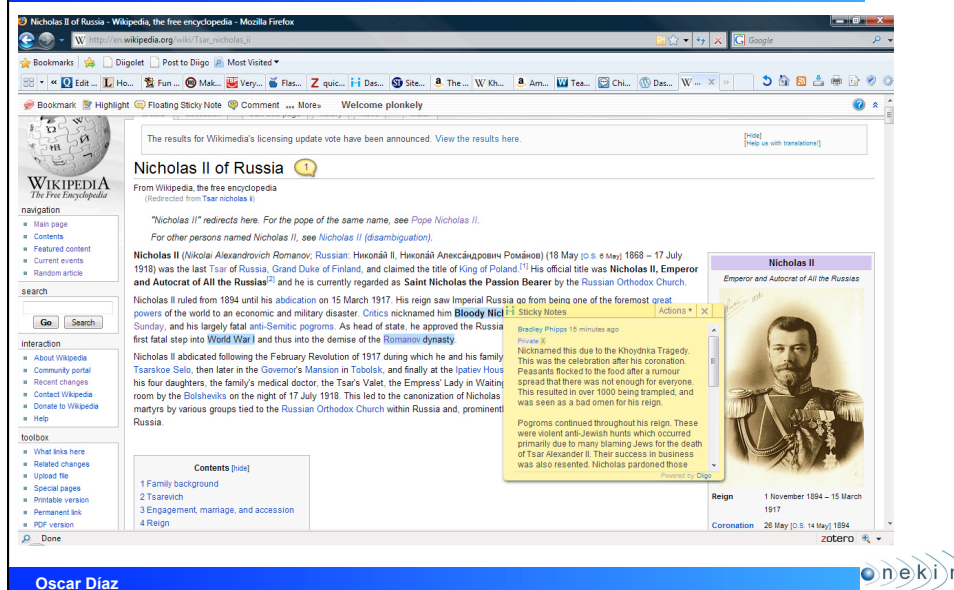 Nicholas II of Russia - Wikipedia, the free encyclopedia - Mozilla Firefox
http://en.wikipedia.org/wiki/Tsar_nicholas_ii
Google
Bookmarks Diigolet Post to Diigo Most Visited
Edit ... Ho... Fun ... Mak... Very... Flas... quic... Das... Site... The ... Kh... Am... Tea... Chi... Das... W...
Bookmark Highlight Floating Sticky Note Comment ... More» Welcome plonkely
The results for Wikimedia's licensing update vote have been announced. View the results here.
[Hide]
[Help us with translations!]
WIKIPEDIA
The Free Encyclopedia
navigation
Main page
Contents
Featured content
Current events
Random article
search
Go Search
interaction
About Wikipedia
Community portal
Recent changes
Contact Wikipedia
Donate to Wikipedia
Help
toolbox
What links here
Related changes
Upload file
Special pages
Printable version
Permanent link
PDF version
Nicholas II of Russia 1
From Wikipedia, the free encyclopedia
(Redirected from Tsar nicholas ii)
"Nicholas II" redirects here. For the pope of the same name, see Pope Nicholas II.
For other persons named Nicholas II, see Nicholas II (disambiguation).
Nicholas II (Nikolai Alexandrovich Romanov; Russian: Никола́й II, Никола́й Алекса́ндрович Рома́нов) (18 May [O.S. 6 May] 1868 – 17 July
1918) was the last Tsar of Russia, Grand Duke of Finland, and claimed the title of King of Poland.[1] His official title was Nicholas II, Emperor
and Autocrat of All the Russias[2] and he is currently regarded as Saint Nicholas the Passion Bearer by the Russian Orthodox Church.
Nicholas II ruled from 1894 until his abdication on 15 March 1917. His reign saw Imperial Russia go from being one of the foremost great
powers of the world to an economic and military disaster. Critics nicknamed him Bloody Nic
Sunday, and his largely fatal anti-Semitic pogroms. As head of state, he approved the Russia
first fatal step into World War I and thus into the demise of the Romanov dynasty.
Nicholas II abdicated following the February Revolution of 1917 during which he and his family
Tsarskoe Selo, then later in the Governor's Mansion in Tobolsk, and finally at the Ipatiev Hous
his four daughters, the family's medical doctor, the Tsar's Valet, the Empress' Lady in Waiting
room by the Bolsheviks on the night of 17 July 1918. This led to the canonization of Nicholas
martyrs by various groups tied to the Russian Orthodox Church within Russia and, prominentl
Russia.
Contents [hide]
1 Family background
2 Tsarevich
3 Engagement, marriage, and accession
4 Reign
Sticky Notes Actions
Bradley Phipps 15 minutes ago
Private X
Nicknamed this due to the Khoydnka Tragedy.
This was the celebration after his coronation.
Peasants flocked to the food after a rumour
spread that there was not enough for everyone.
This resulted in over 1000 being trampled, and
was seen as a bad omen for his reign.
Pogroms continued throughout his reign. These
were violent anti-Jewish hunts which occurred
primarily due to many blaming Jews for the death
of Tsar Alexander II. Their success in business
was also resented. Nicholas pardoned those
Powered by Diigo
Nicholas II
Emperor and Autocrat of All the Russias
Reign 1 November 1894 – 15 March
1917
Coronation 26 May [O.S. 14 May] 1894
Done
zotero
Oscar Díaz
onekin